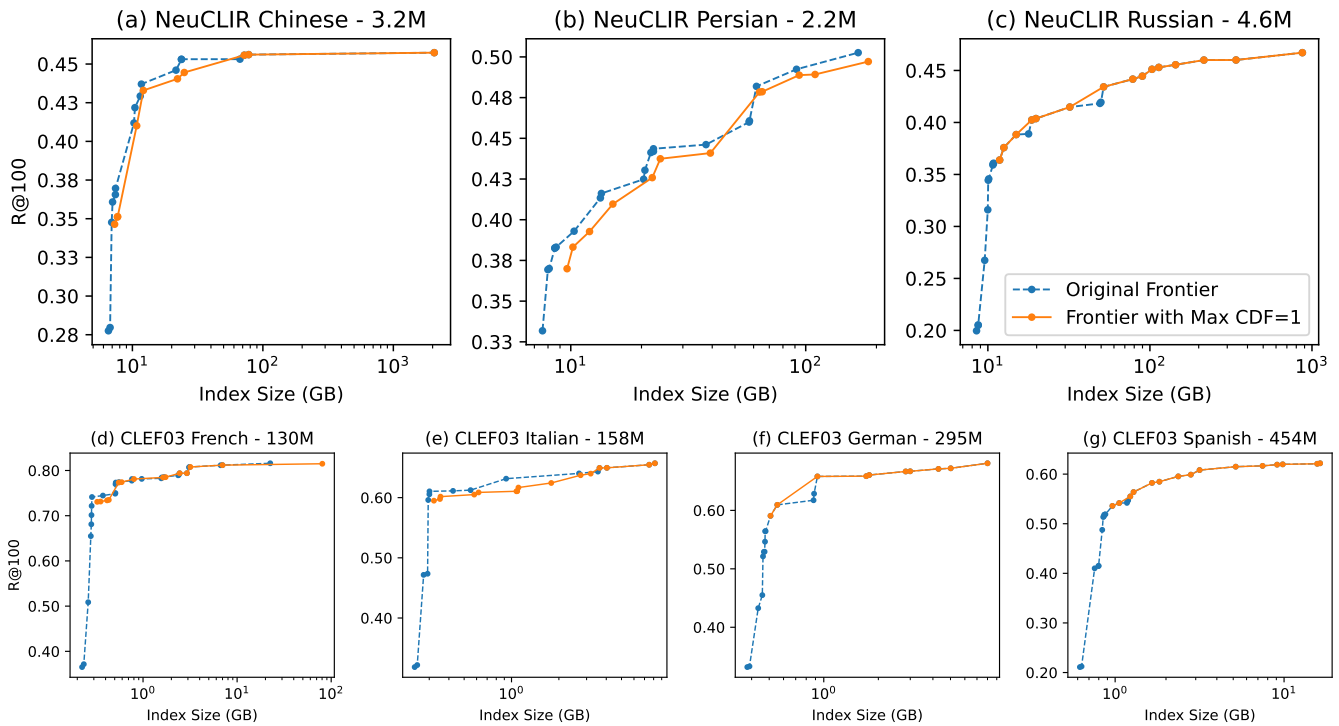 (a) NeuCLIR Chinese - 3.2M
(b) NeuCLIR Persian - 2.2M
(c) NeuCLIR Russian - 4.6M
R@100
0.45
0.43
0.40
0.38
0.35
0.33
0.30
0.28
10¹
10²
10³
Index Size (GB)
0.50
0.48
0.45
0.43
0.40
0.38
0.35
0.33
10¹
10²
Index Size (GB)
0.45
0.40
0.35
0.30
0.25
0.20
10¹
10²
10³
Index Size (GB)
Original Frontier
Frontier with Max CDF=1
(d) CLEF03 French - 130M
(e) CLEF03 Italian - 158M
(f) CLEF03 German - 295M
(g) CLEF03 Spanish - 454M
R@100
0.80
0.70
0.60
0.50
0.40
10⁰
10¹
10²
Index Size (GB)
0.60
0.50
0.40
10⁰
Index Size (GB)
0.60
0.50
0.40
10⁰
Index Size (GB)
0.60
0.50
0.40
0.30
0.20
10⁰
10¹
Index Size (GB)